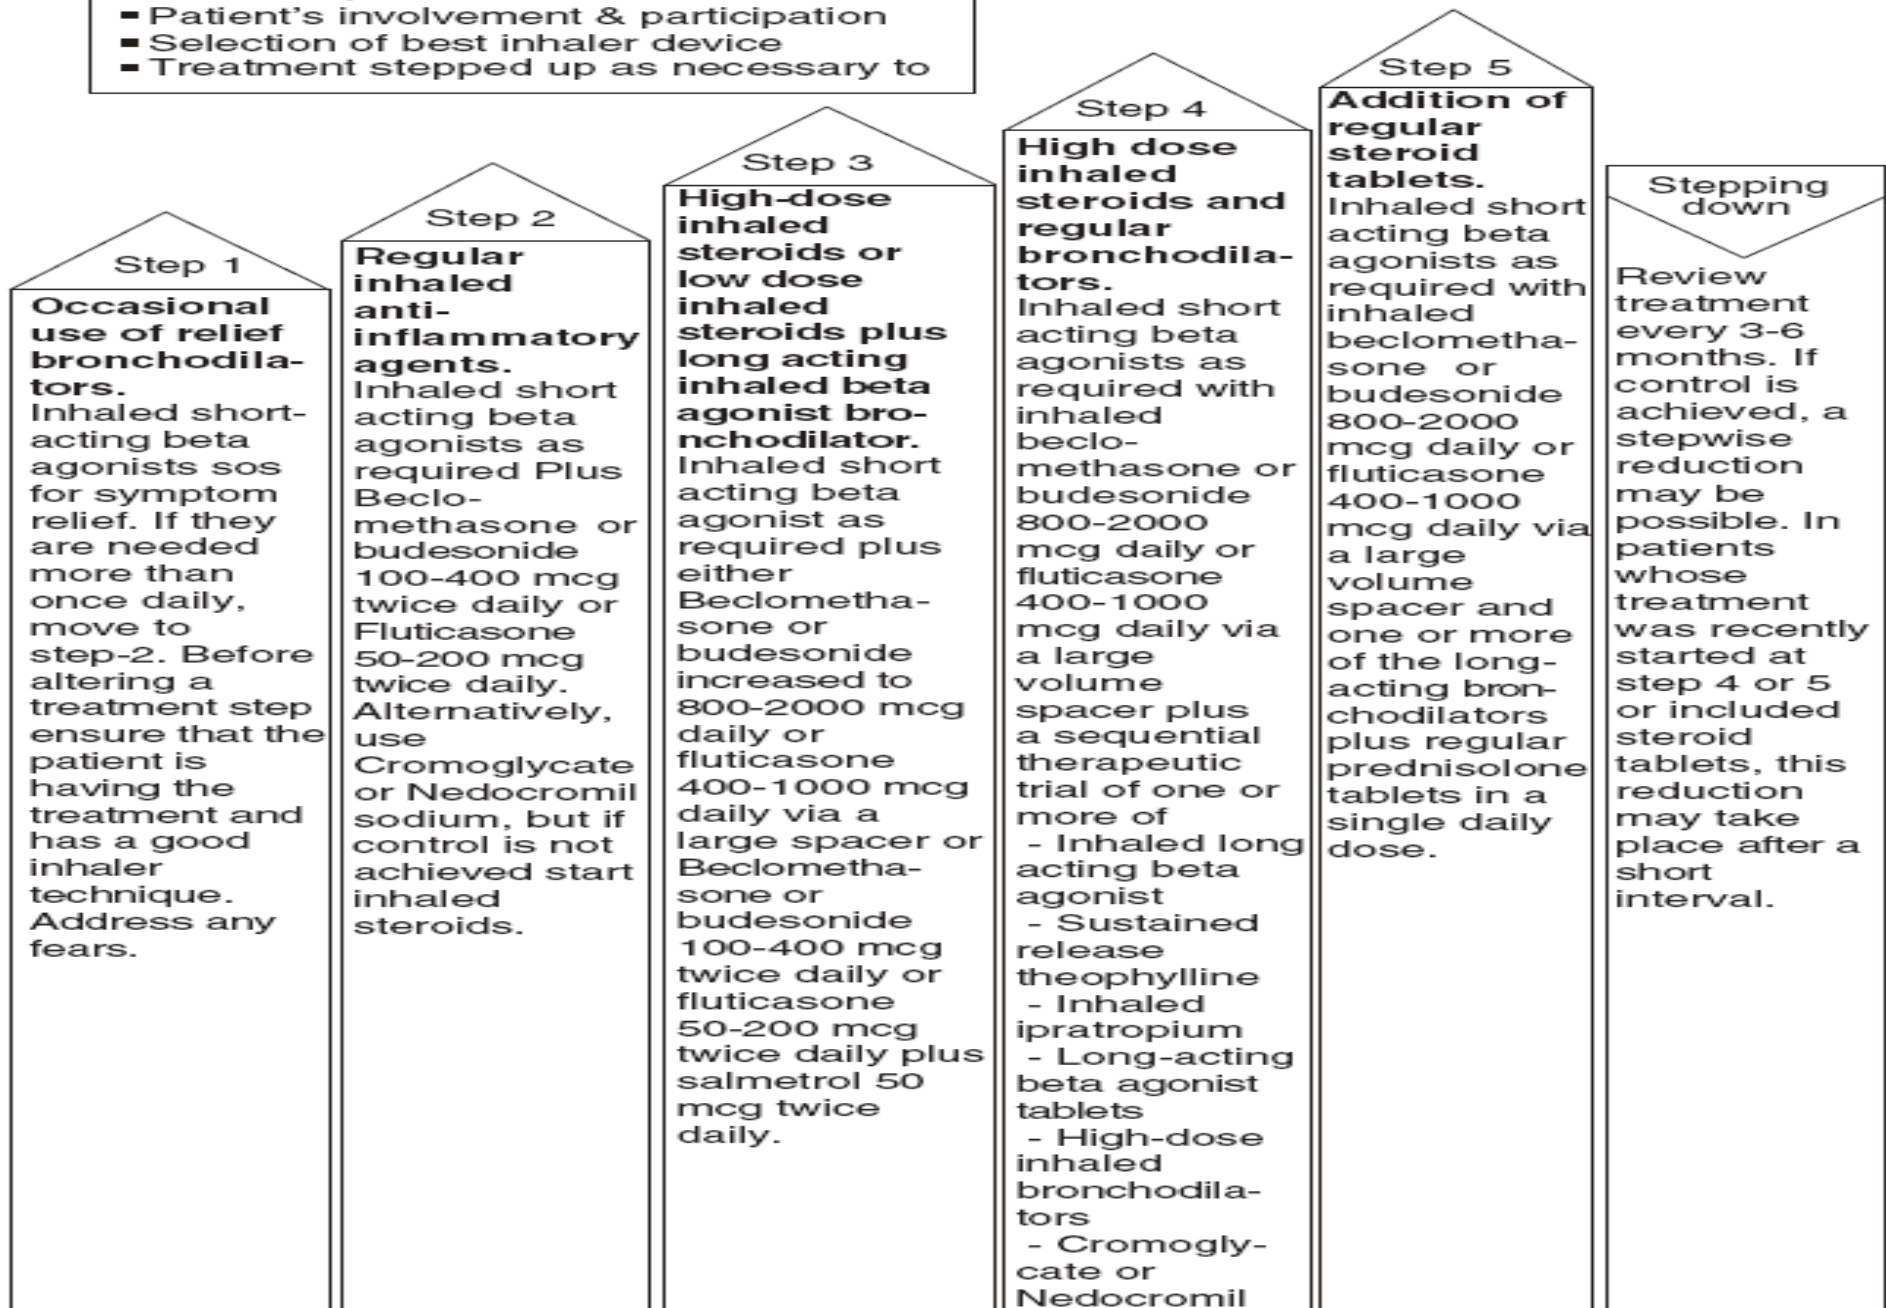 ▪ Patient's involvement & participation
▪ Selection of best inhaler device
▪ Treatment stepped up as necessary to
Step 1
Occasional
use of relief
bronchodila-
tors.
Inhaled short-
acting beta
agonists sos
for symptom
relief. If they
are needed
more than
once daily,
move to
step-2. Before
altering a
treatment step
ensure that the
patient is
having the
treatment and
has a good
inhaler
technique.
Address any
fears.
Step 2
Regular
inhaled
anti-
inflammatory
agents.
Inhaled short
acting beta
agonists as
required Plus
Beclo-
methasone or
budesonide
100-400 mcg
twice daily or
Fluticasone
50-200 mcg
twice daily.
Alternatively,
use
Cromoglycate
or Nedocromil
sodium, but if
control is not
achieved start
inhaled
steroids.
Step 3
High-dose
inhaled
steroids or
low dose
inhaled
steroids plus
long acting
inhaled beta
agonist bro-
nchodilator.
Inhaled short
acting beta
agonist as
required plus
either
Beclometha-
sone or
budesonide
increased to
800-2000 mcg
daily or
fluticasone
400-1000 mcg
daily via a
large spacer or
Beclometha-
sone or
budesonide
100-400 mcg
twice daily or
fluticasone
50-200 mcg
twice daily plus
salmetrol 50
mcg twice
daily.
Step 4
High dose
inhaled
steroids and
regular
bronchodila-
tors.
Inhaled short
acting beta
agonists as
required with
inhaled
beclo-
methasone or
budesonide
800-2000
mcg daily or
fluticasone
400-1000
mcg daily via
a large
volume
spacer plus
a sequential
therapeutic
trial of one or
more of
- Inhaled long
acting beta
agonist
- Sustained
release
theophylline
- Inhaled
ipratropium
- Long-acting
beta agonist
tablets
- High-dose
inhaled
bronchodila-
tors
- Cromogly-
cate or
Nedocromil
Step 5
Addition of
regular
steroid
tablets.
Inhaled short
acting beta
agonists as
required with
inhaled
beclometha-
sone or
budesonide
800-2000
mcg daily or
fluticasone
400-1000
mcg daily via
a large
volume
spacer and
one or more
of the long-
acting bron-
chodilators
plus regular
prednisolone
tablets in a
single daily
dose.
Stepping
down
Review
treatment
every 3-6
months. If
control is
achieved, a
stepwise
reduction
may be
possible. In
patients
whose
treatment
was recently
started at
step 4 or 5
or included
steroid
tablets, this
reduction
may take
place after a
short
interval.